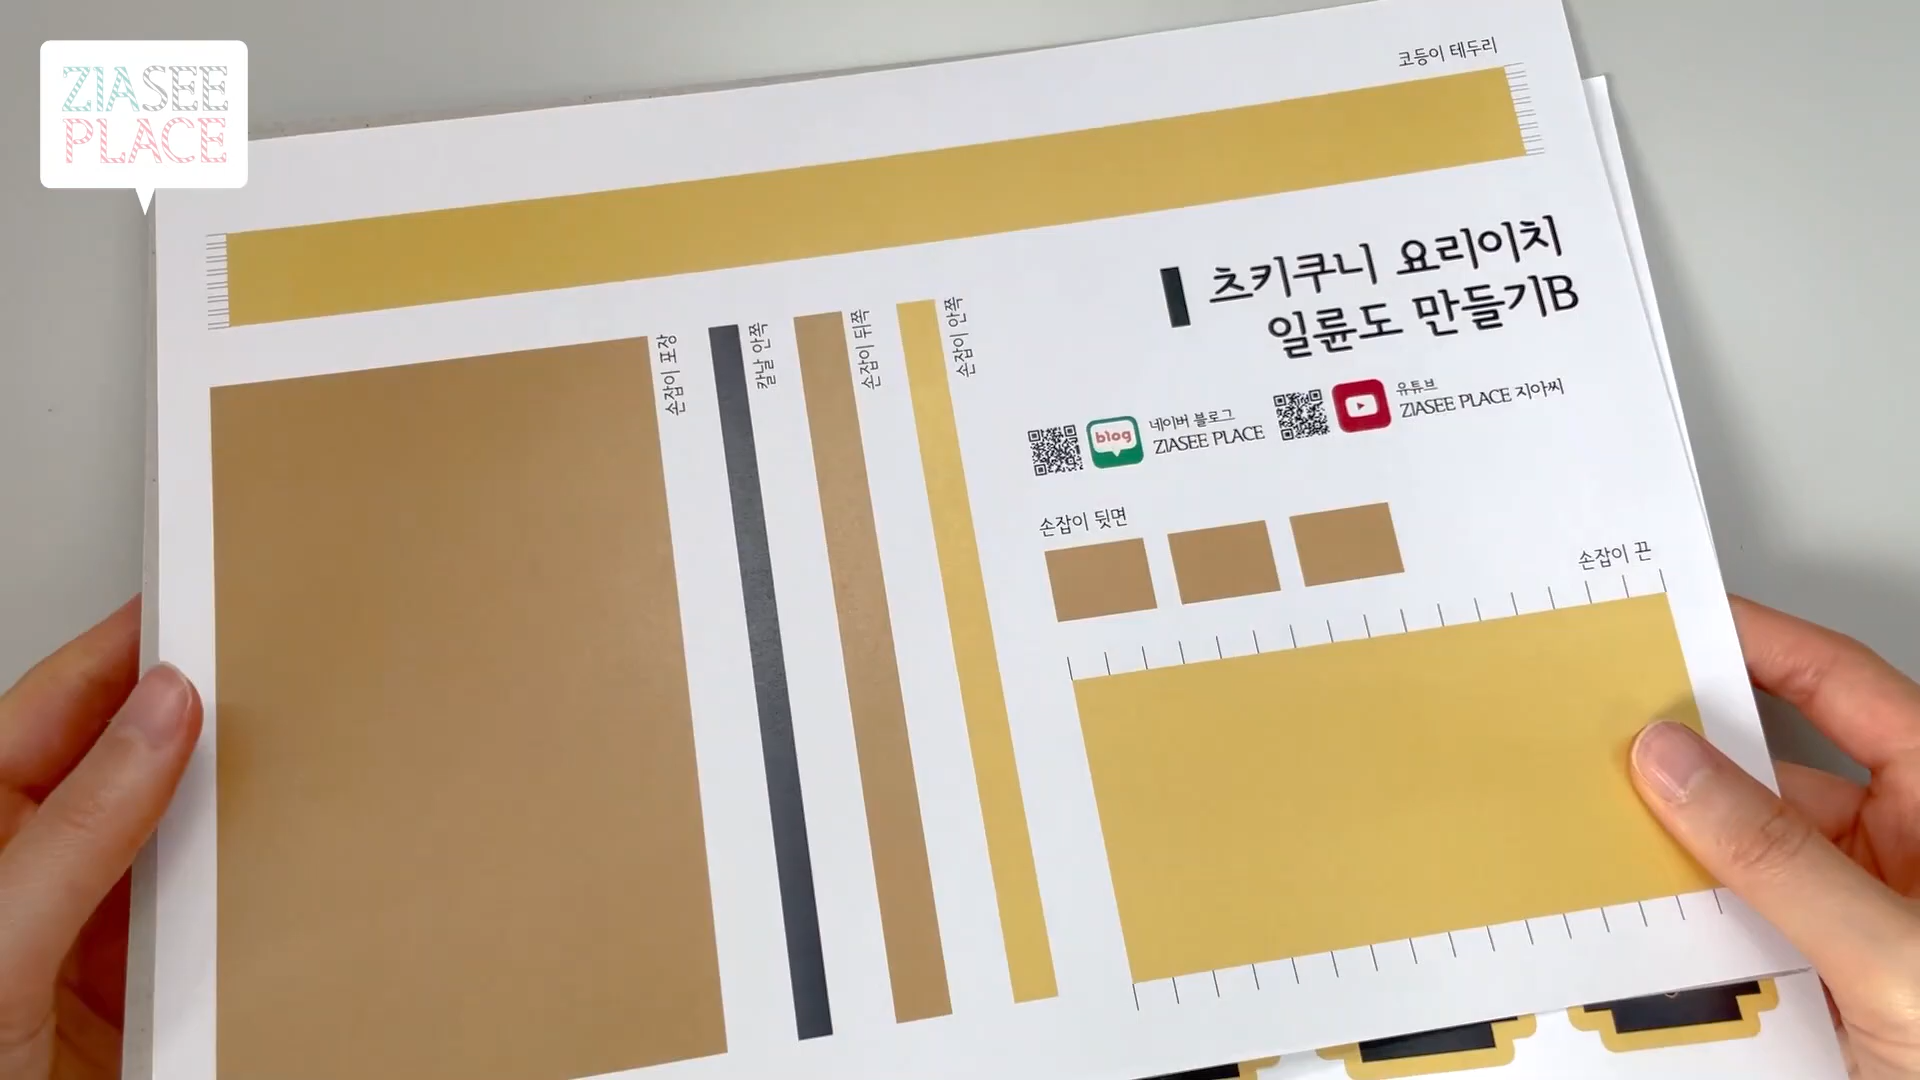 ZIASEE
PLACE
코등이 테두리
츠키쿠니 요리이치
일륜도 만들기B
손잡이 포장
칼날 안쪽
손잡이 뒤쪽
손잡이 안쪽
blog
네이버 블로그
ZIASEE PLACE
유튜브
ZIASEE PLACE 지아씨
손잡이 뒷면
손잡이 끈